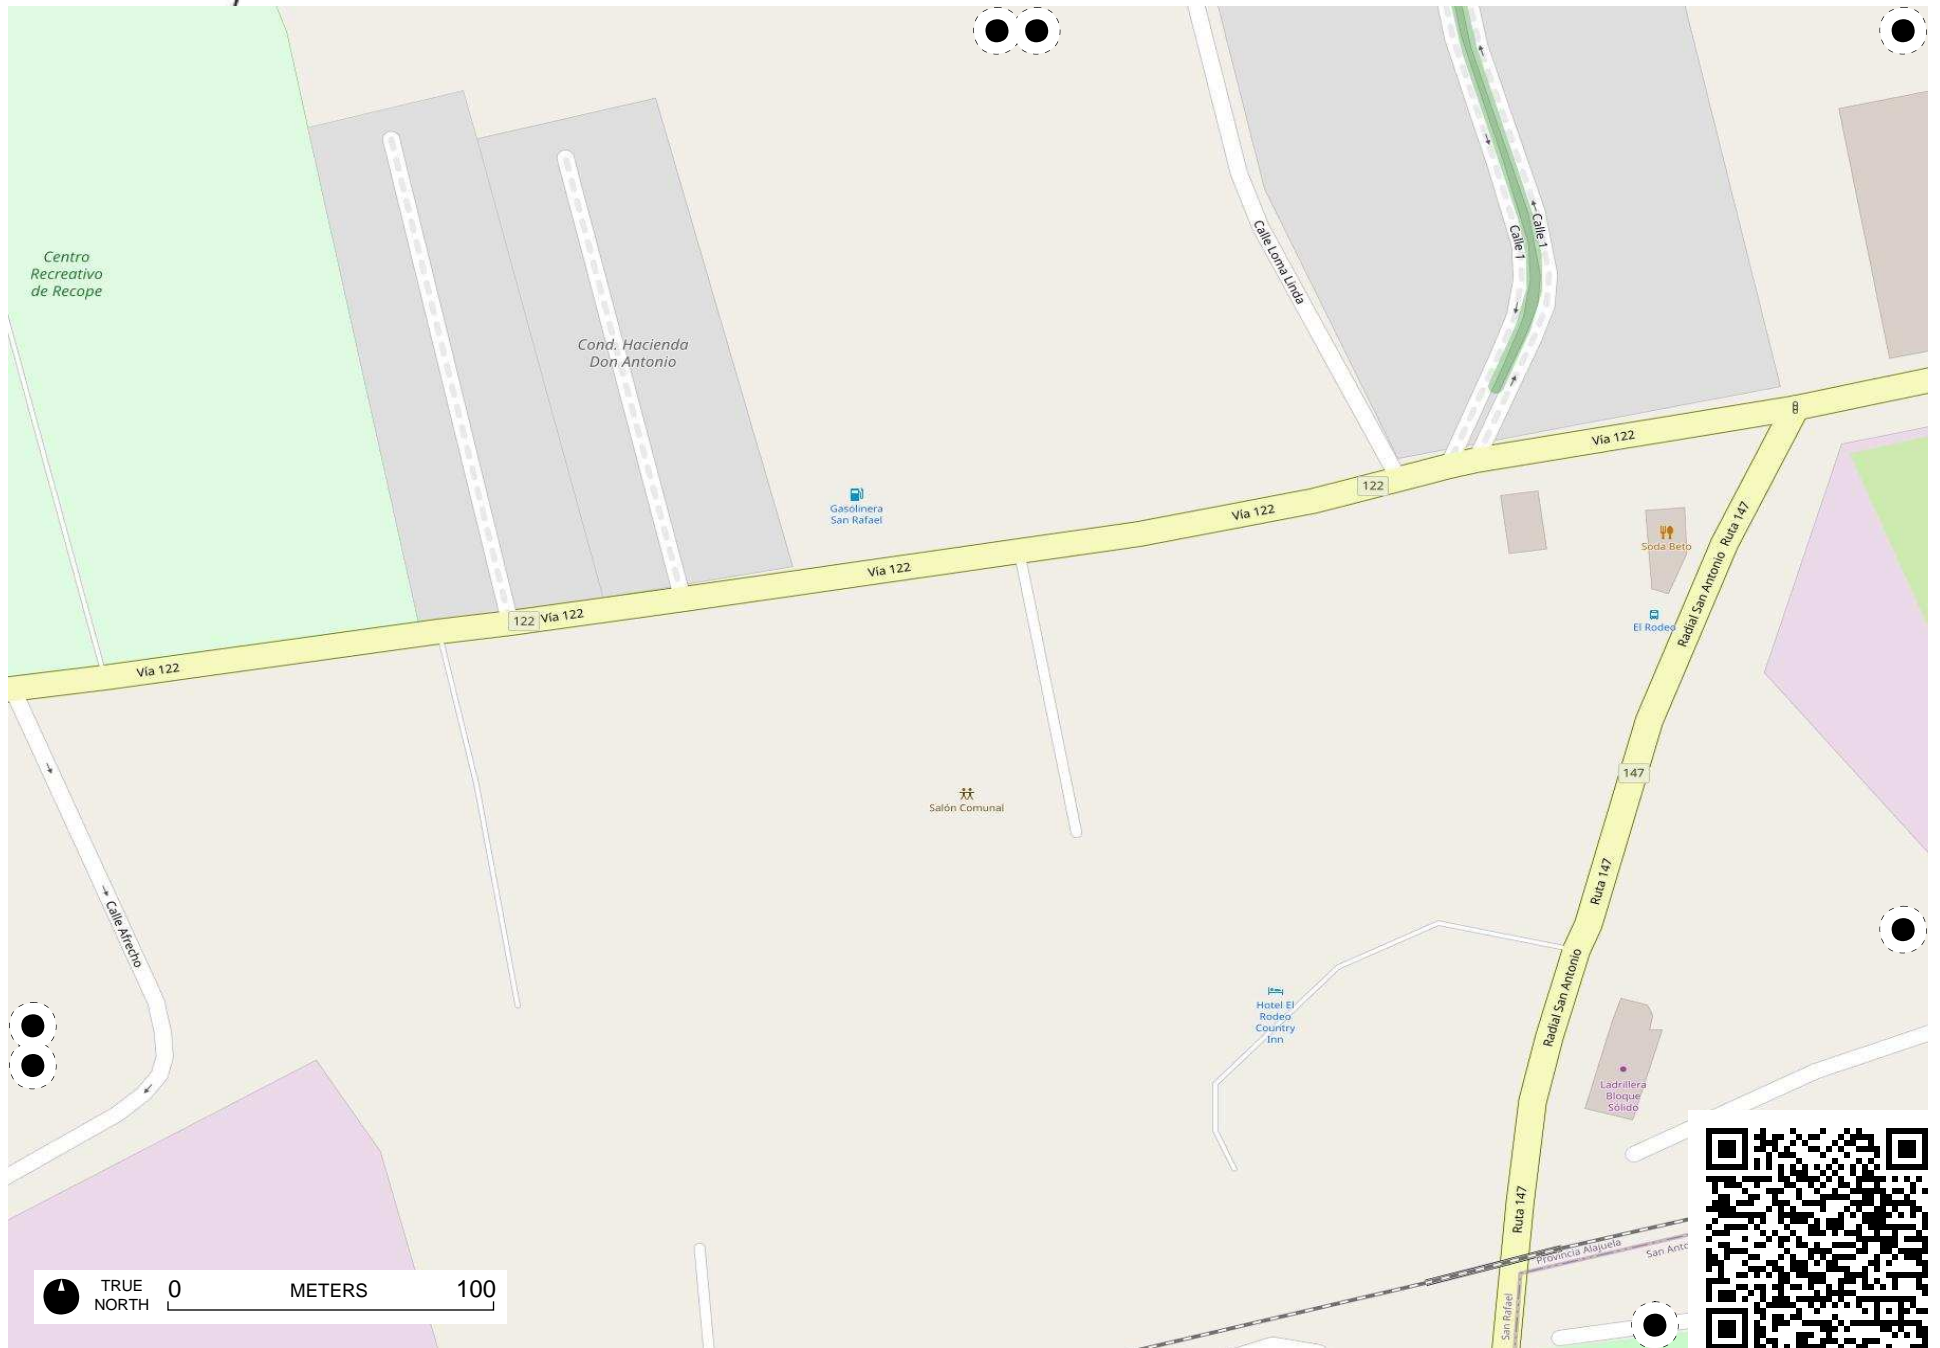 Centro
Recreativo
de Recope
Cond. Hacienda
Don Antonio
Calle Loma Linda
Calle 1
Calle 1
Vía 122
122
Vía 122
Gasolinera
San Rafael
Vía 122
122
Vía 122
Vía 122
Soda Beto
El Rodeo
Radial San Antonio
Ruta 147
147
Salón Comunal
Ruta 147
Calle Afrecho
Radial San Antonio
Hotel El
Rodeo
Country
Inn
Ladrillera
Bloque
Sólido
Ruta 147
Provincia Alajuela
San Anto
San Rafael
TRUE
NORTH
0 METERS 100